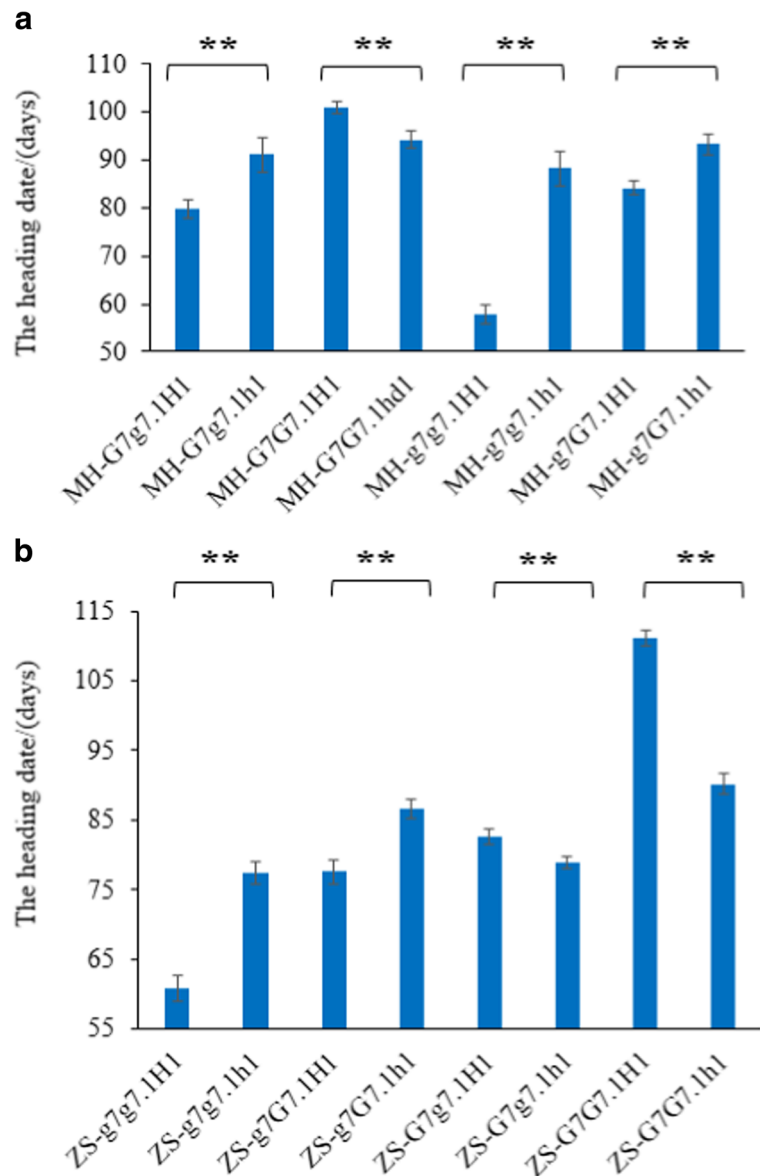 a
** ** ** **
The heading date/(days)
110
100
90
80
70
60
50
MH-G7g7.1H1
MH-G7g7.1h1
MH-G7G7.1H1
MH-G7G7.1hd1
MH-g7g7.1H1
MH-g7g7.1h1
MH-g7G7.1H1
MH-g7G7.1h1
b
** ** ** **
The heading date/(days)
115
105
95
85
75
65
55
ZS-g7g7.1H1
ZS-g7g7.1h1
ZS-g7G7.1H1
ZS-g7G7.1h1
ZS-G7g7.1H1
ZS-G7g7.1h1
ZS-G7G7.1H1
ZS-G7G7.1h1